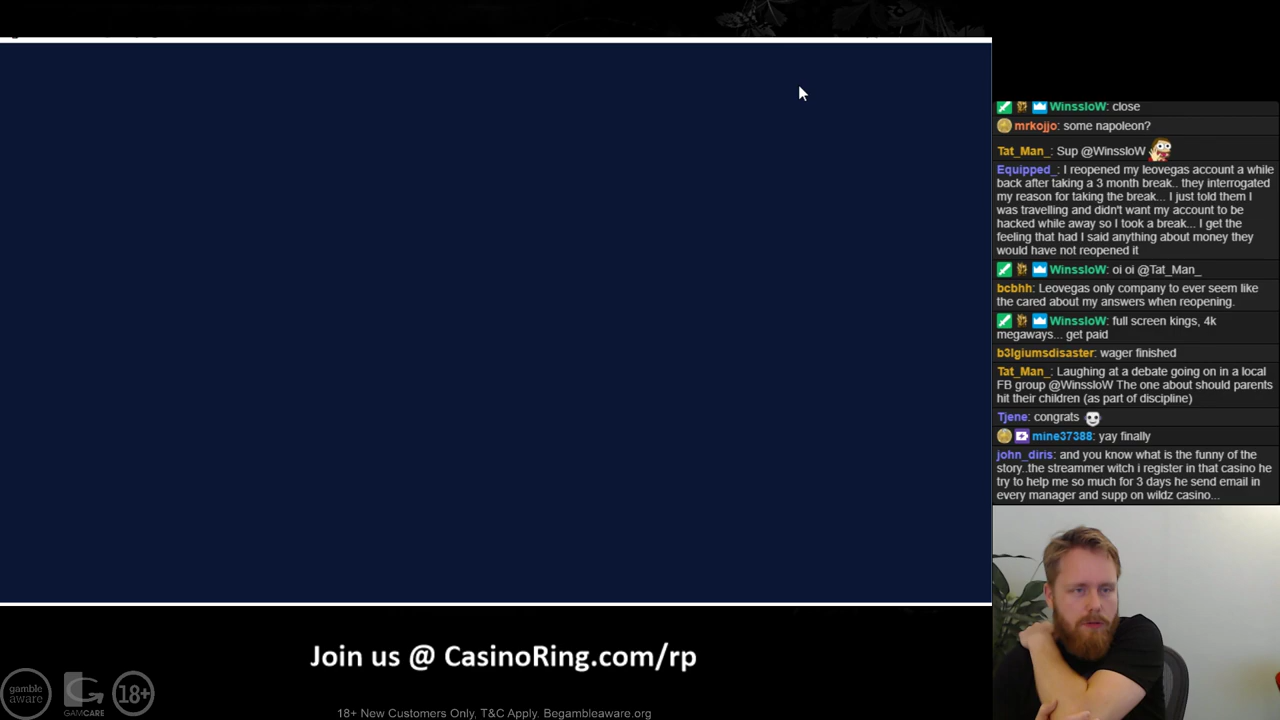 WinssloW: close
mrkojjo: some napoleon?
Tat_Man_: Sup @WinssloW
Equipped_: I reopened my leovegas account a while
back after taking a 3 month break.. they interrogated
my reason for taking the break... I just told them I
was travelling and didn't want my account to be
hacked while away so I took a break... I get the
feeling that had I said anything about money they
would have not reopened it
WinssloW: oi oi @Tat_Man_
bcbhh: Leovegas only company to ever seem like
the cared about my answers when reopening.
WinssloW: full screen kings, 4k
megaways... get paid
b3lgiumsdisaster: wager finished
Tat_Man_: Laughing at a debate going on in a local
FB group @WinssloW The one about should parents
hit their children (as part of discipline)
Tjene: congrats
mine37388: yay finally
john_diris: and you know what is the funny of the
story..the streammer witch i register in that casino he
try to help me so much for 3 days he send email in
every manager and supp on wildz casino...
Join us @ CasinoRing.com/rp
gamble
aware
GAMCARE
18+
18+ New Customers Only, T&C Apply. Begambleaware.org